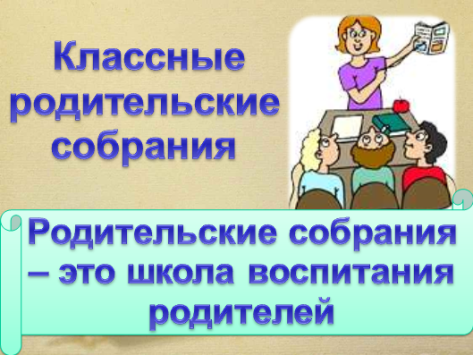 Классные
родительские
собрания
Родительские собрания
– это школа воспитания
родителей